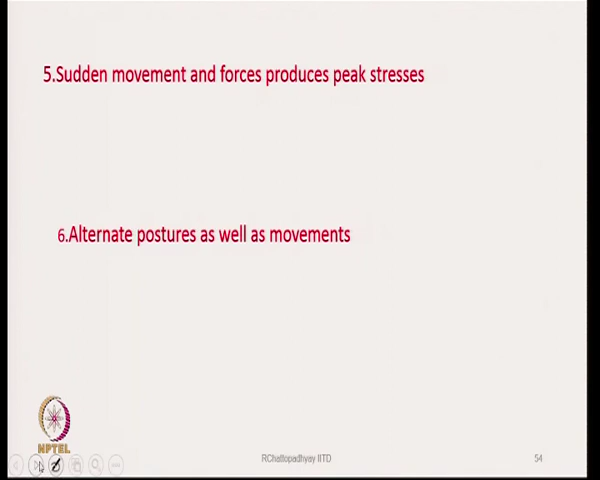 5.Sudden movement and forces produces peak stresses
6.Alternate postures as well as movements
NPTEL
RChattopadhyay IITD
54